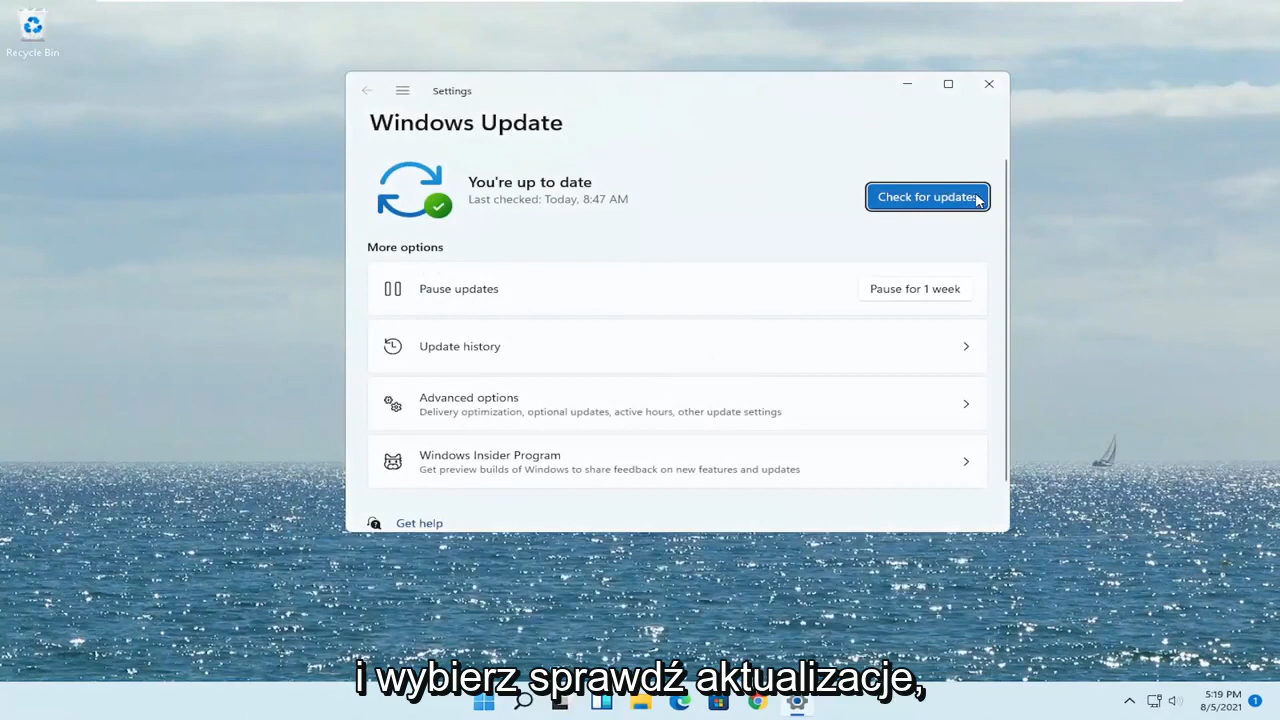 Recycle Bin
Settings
Windows Update
You're up to date
Last checked: Today, 8:47 AM
Check for updates
More options
Pause updates
Pause for 1 week
Update history
Advanced options
Delivery optimization, optional updates, active hours, other update settings
Windows Insider Program
Get preview builds of Windows to share feedback on new features and updates
Get help
i wybierz sprawdź aktualizacje,
5:19 PM
8/5/2021
1